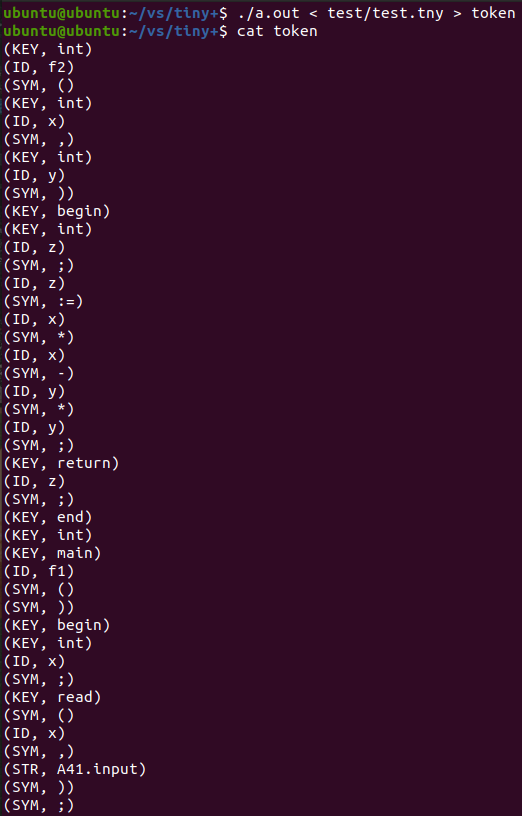 ubuntu@ubuntu:~/vs/tiny+$ ./a.out < test/test.tny > token
ubuntu@ubuntu:~/vs/tiny+$ cat token
(KEY, int)
(ID, f2)
(SYM, ()
(KEY, int)
(ID, x)
(SYM, ,)
(KEY, int)
(ID, y)
(SYM, ))
(KEY, begin)
(KEY, int)
(ID, z)
(SYM, ;)
(ID, z)
(SYM, :=)
(ID, x)
(SYM, *)
(ID, x)
(SYM, -)
(ID, y)
(SYM, *)
(ID, y)
(SYM, ;)
(KEY, return)
(ID, z)
(SYM, ;)
(KEY, end)
(KEY, int)
(KEY, main)
(ID, f1)
(SYM, ()
(SYM, ))
(KEY, begin)
(KEY, int)
(ID, x)
(SYM, ;)
(KEY, read)
(SYM, ()
(ID, x)
(SYM, ,)
(STR, A41.input)
(SYM, ))
(SYM, ;)